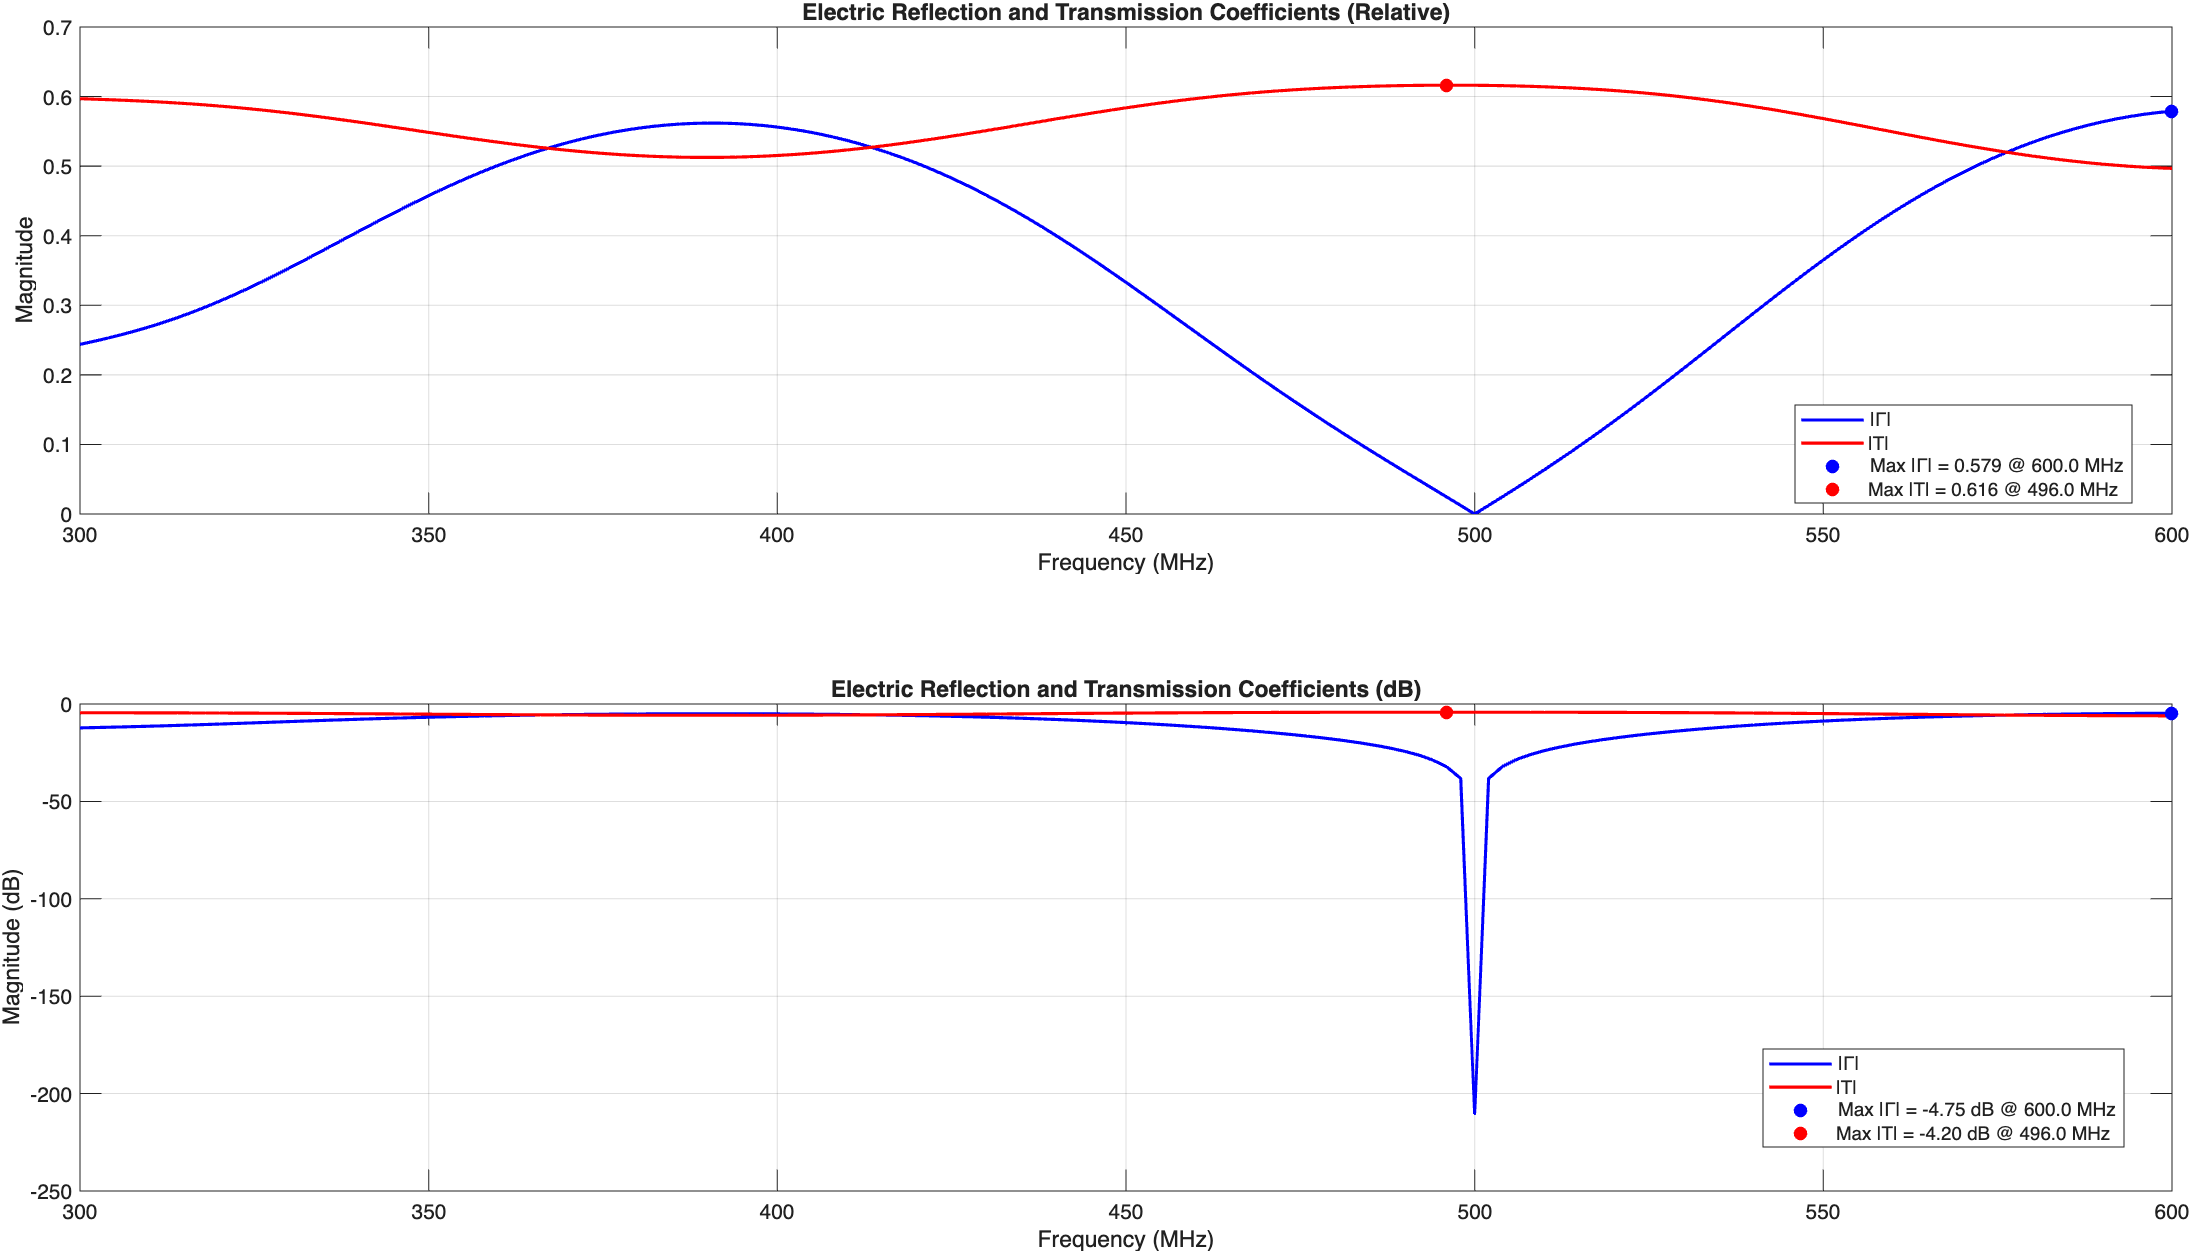 Electric Reflection and Transmission Coefficients (Relative)
0.7
0.6
0.5
0.4
0.3
0.2
0.1
0
Magnitude
300 350 400 450 500 550 600
Frequency (MHz)
|Γ|
|T|
Max |Γ| = 0.579 @ 600.0 MHz
Max |T| = 0.616 @ 496.0 MHz
Electric Reflection and Transmission Coefficients (dB)
0
-50
-100
-150
-200
-250
Magnitude (dB)
300 350 400 450 500 550 600
Frequency (MHz)
|Γ|
|T|
Max |Γ| = -4.75 dB @ 600.0 MHz
Max |T| = -4.20 dB @ 496.0 MHz